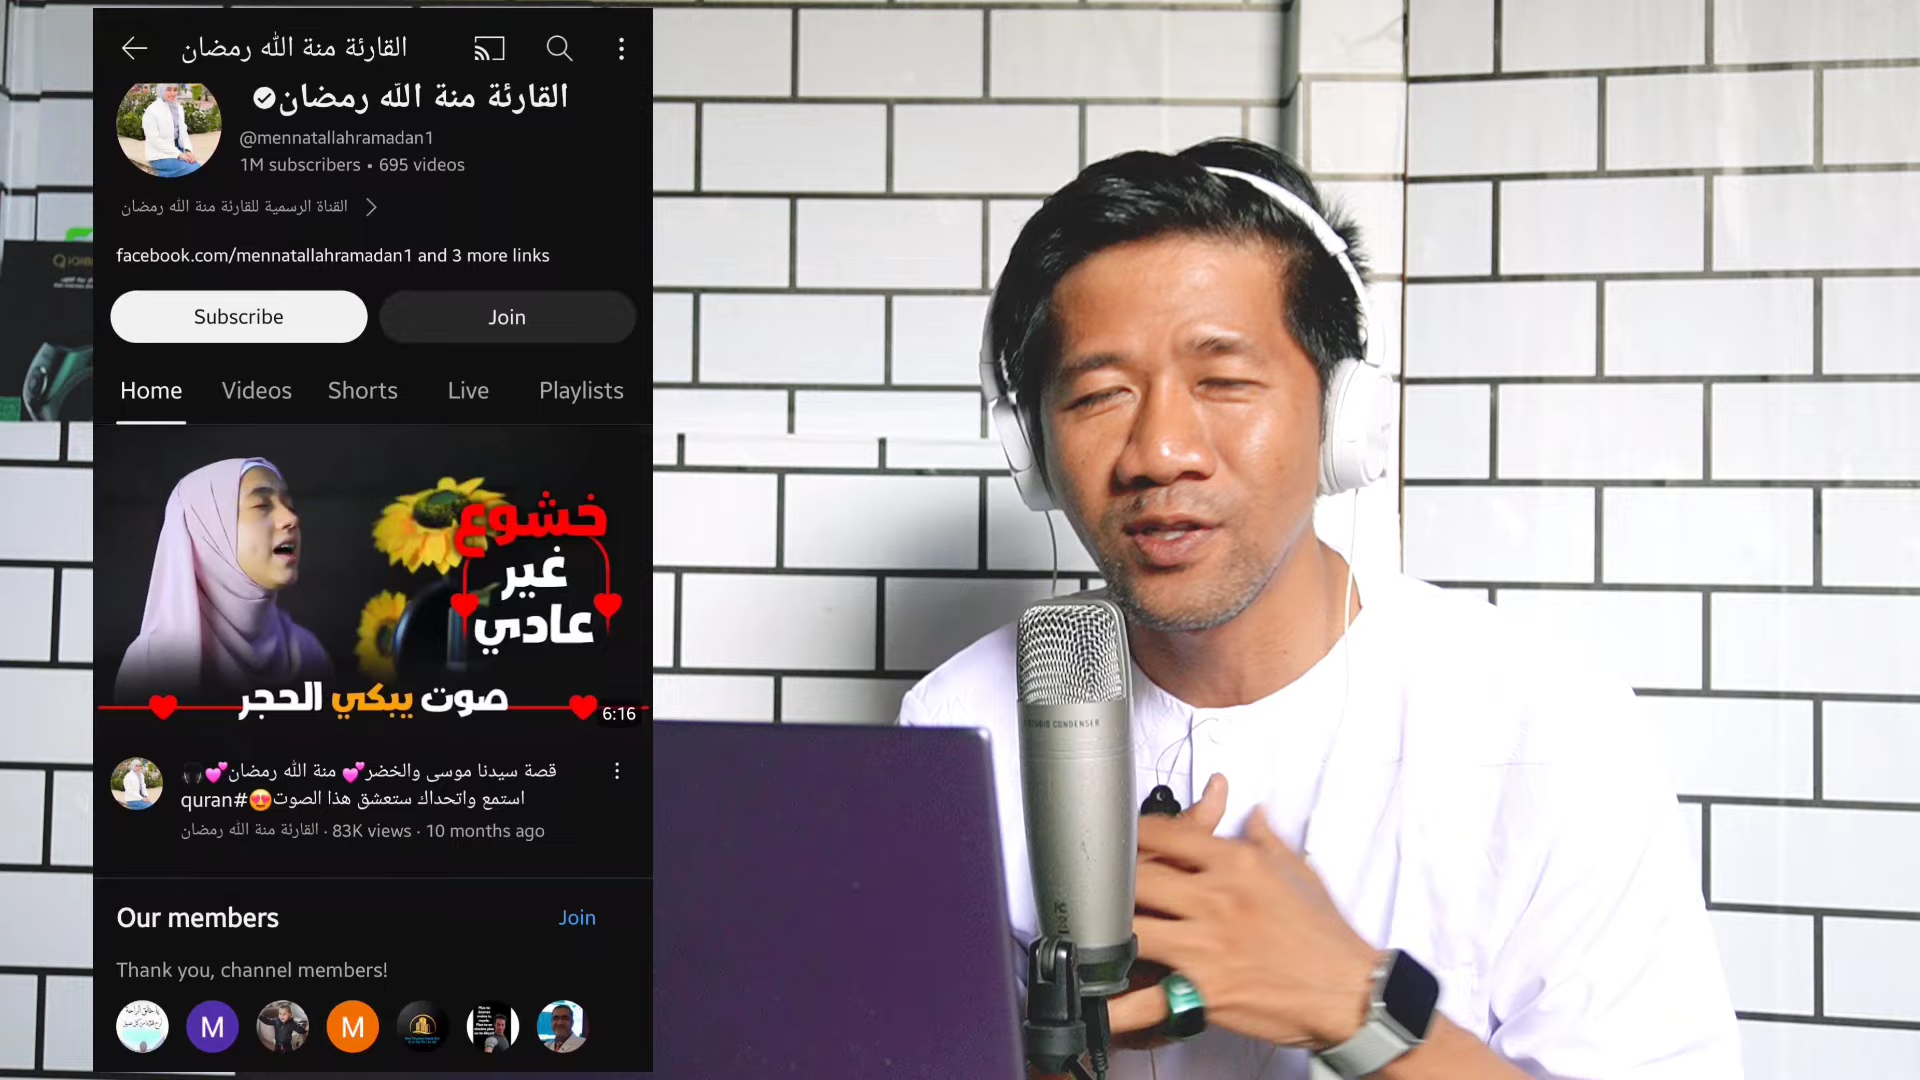 القارئة منة الله رمضان
القارئة منة الله رمضان
@mennatallahramadan1
1M subscribers • 695 videos
القناة الرسمية للقارئة منة الله رمضان
facebook.com/mennatallahramadan1 and 3 more links
Subscribe
Join
Home
Videos
Shorts
Live
Playlists
خشوع
غير
عادي
صوت يبكي الحجر
6:16
قصة سيدنا موسى والخضر💕 منة الله رمضان💕🎧
استمع واتحداك ستعشق هذا الصوت😍#quran
القارئة منة الله رمضان · 83K views · 10 months ago
Our members
Join
Thank you, channel members!
M
M
STUDIO CONDENSER